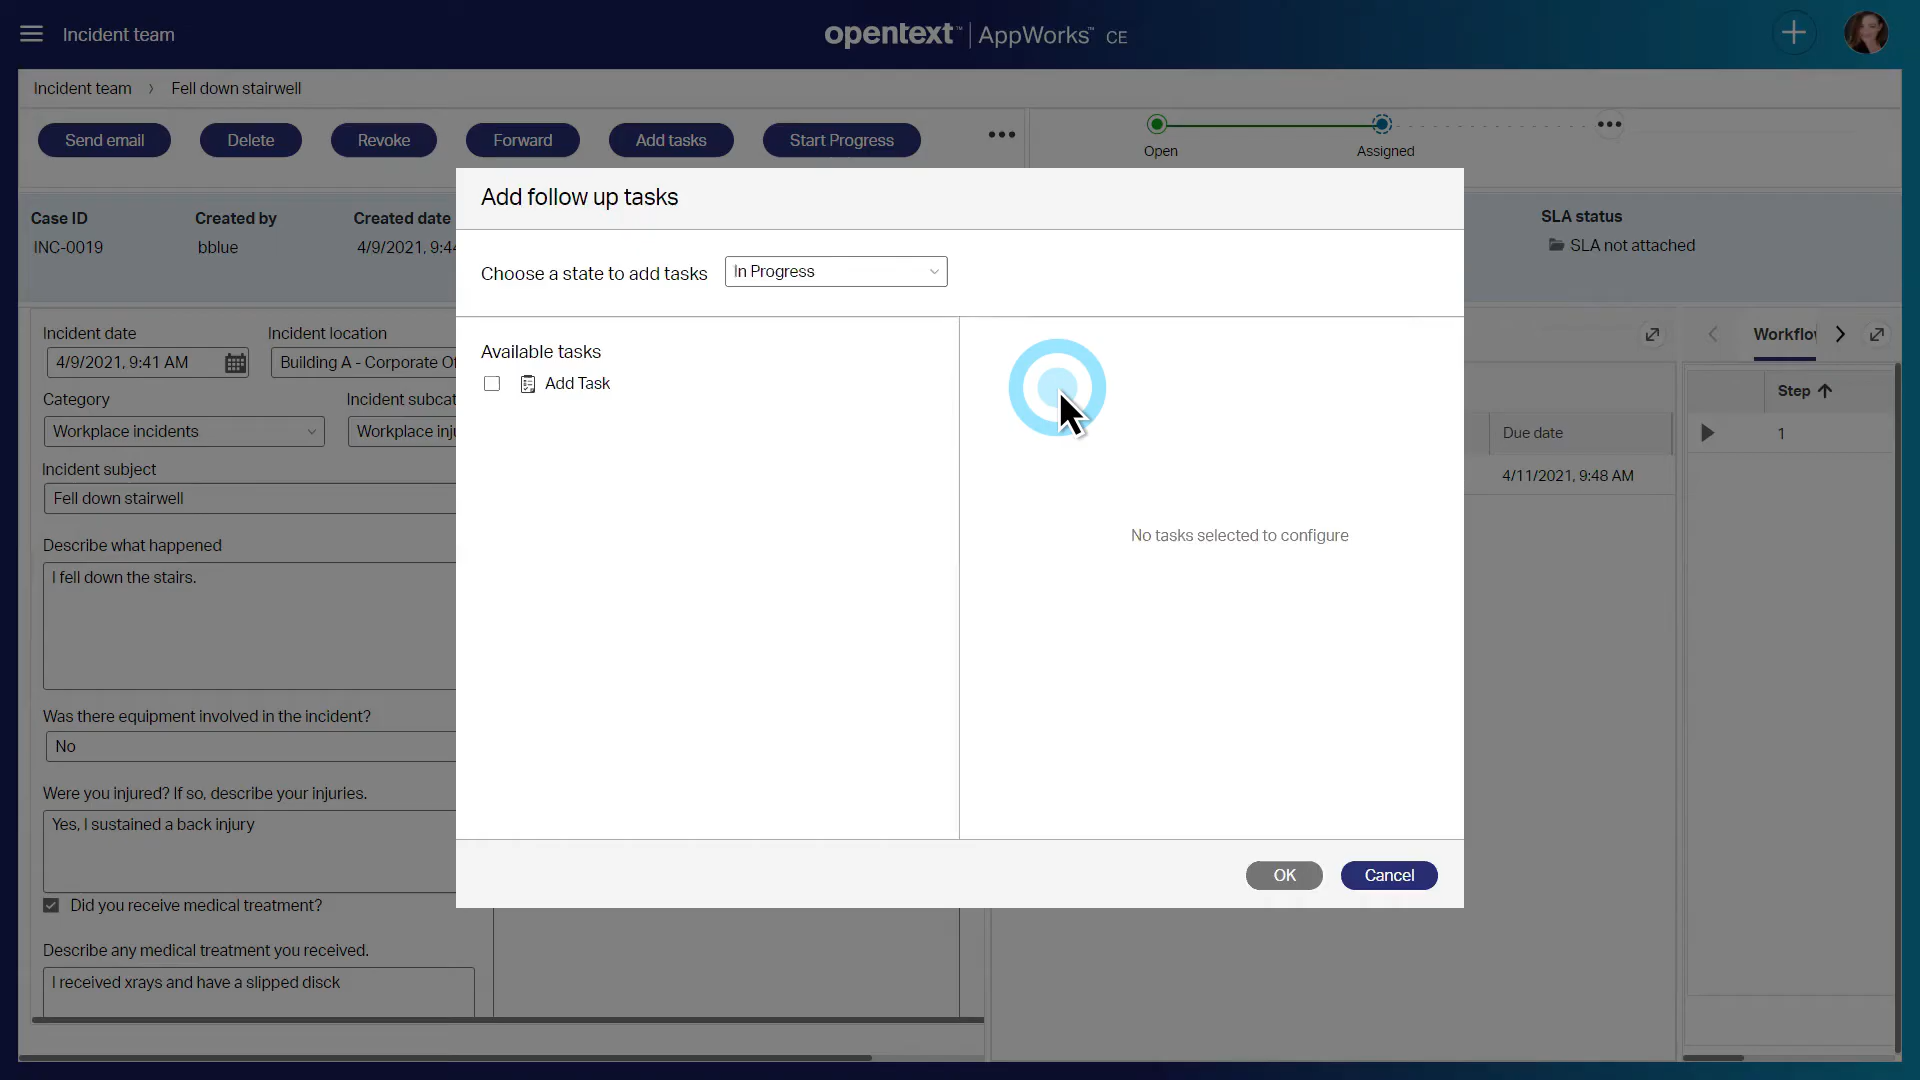 Incident team
opentext™ | AppWorks™ CE
Incident team > Fell down stairwell
Send email
Delete
Revoke
Forward
Add tasks
Start Progress
Open
Assigned
Add follow up tasks
Case ID
Created by
Created date
SLA status
INC-0019
bblue
4/9/2021, 9:4
SLA not attached
Choose a state to add tasks
In Progress
Incident date
Incident location
Workflo
4/9/2021, 9:41 AM
Building A - Corporate
Available tasks
Add Task
Step
Category
Incident subcat
Workplace incidents
Workplace inju
Due date
1
Incident subject
4/11/2021, 9:48 AM
Fell down stairwell
No tasks selected to configure
Describe what happened
I fell down the stairs.
Was there equipment involved in the incident?
No
Were you injured? If so, describe your injuries.
Yes, I sustained a back injury
OK
Cancel
Did you receive medical treatment?
Describe any medical treatment you received.
I received xrays and have a slipped disck